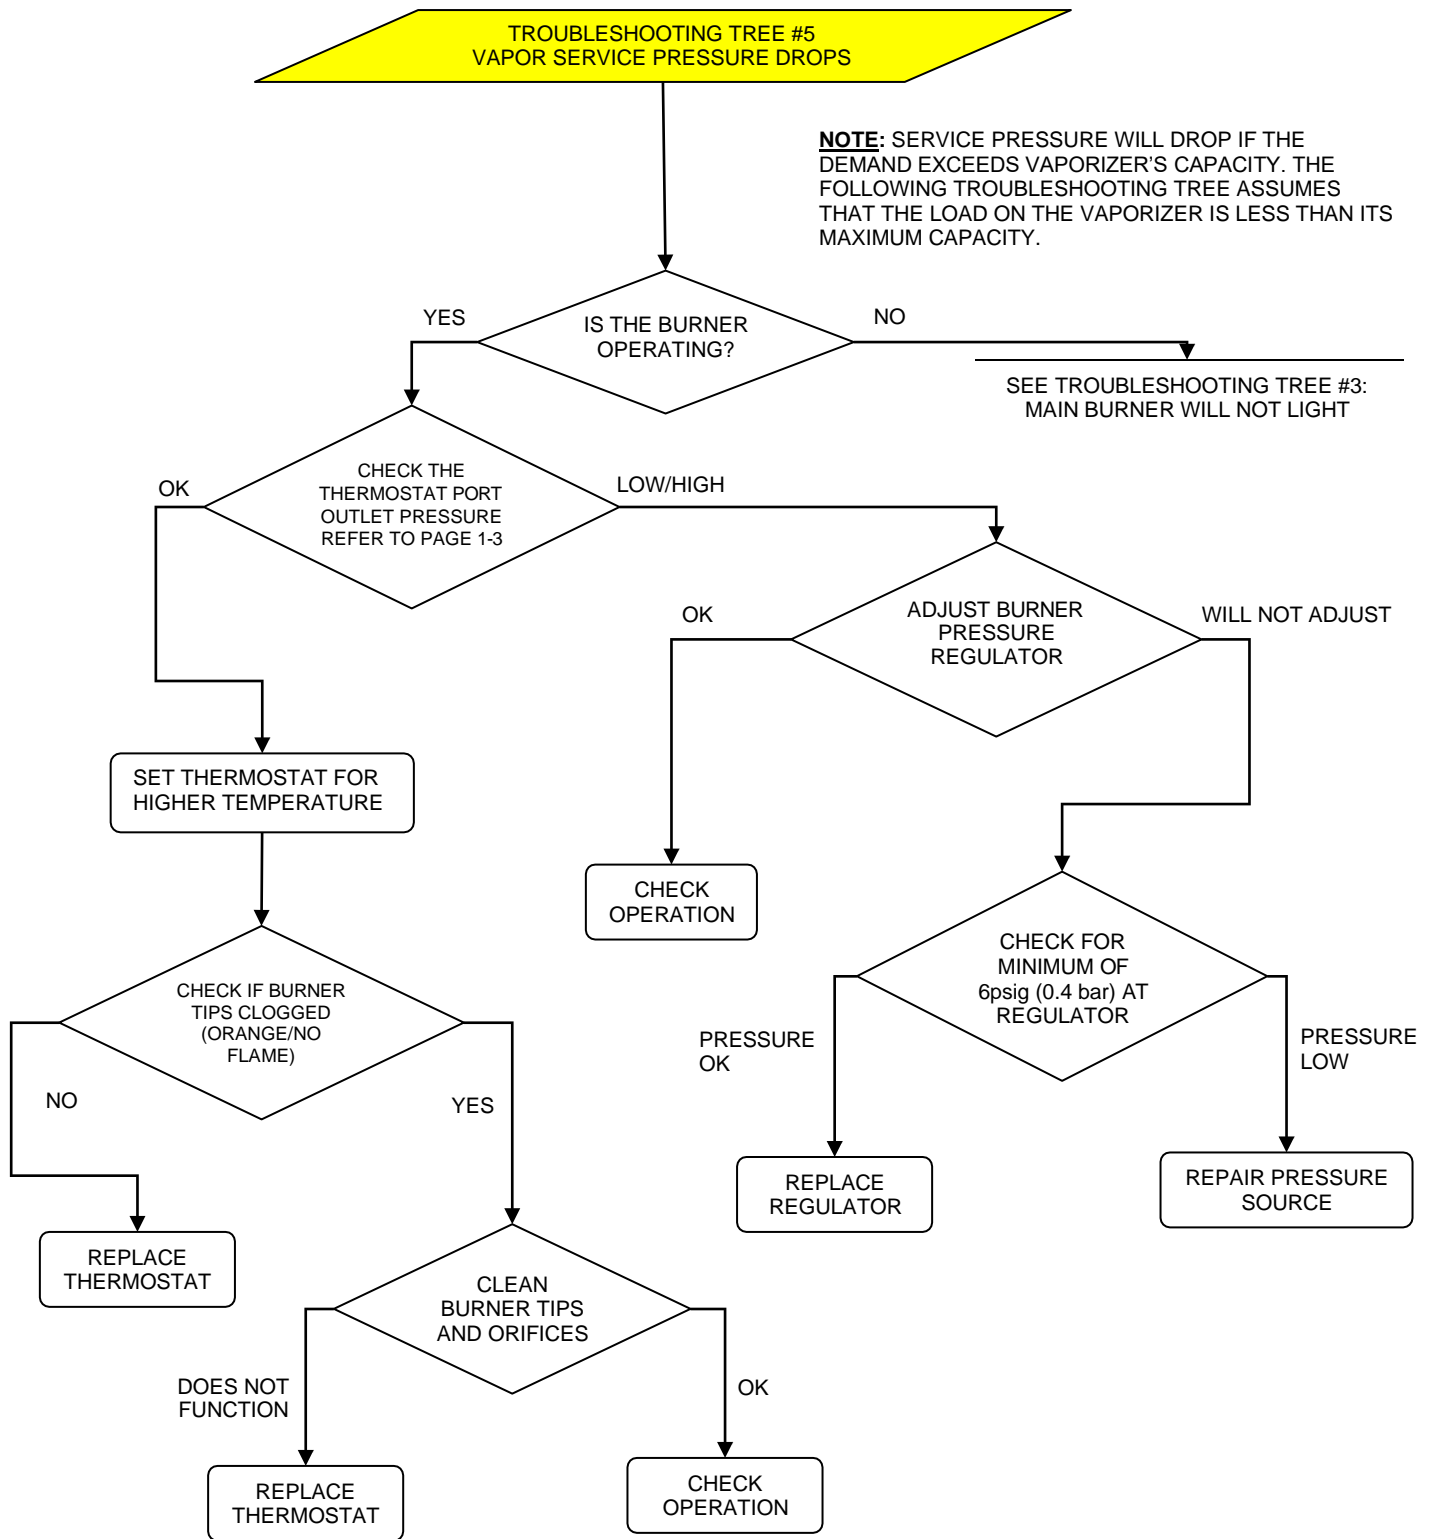 TROUBLESHOOTING TREE #5
VAPOR SERVICE PRESSURE DROPS
NOTE: SERVICE PRESSURE WILL DROP IF THE
DEMAND EXCEEDS VAPORIZER'S CAPACITY. THE
FOLLOWING TROUBLESHOOTING TREE ASSUMES
THAT THE LOAD ON THE VAPORIZER IS LESS THAN ITS
MAXIMUM CAPACITY.
YES
IS THE BURNER
OPERATING?
NO
SEE TROUBLESHOOTING TREE #3:
MAIN BURNER WILL NOT LIGHT
OK
CHECK THE
THERMOSTAT PORT
OUTLET PRESSURE
REFER TO PAGE 1-3
LOW/HIGH
OK
ADJUST BURNER
PRESSURE
REGULATOR
WILL NOT ADJUST
SET THERMOSTAT FOR
HIGHER TEMPERATURE
CHECK
OPERATION
CHECK FOR
MINIMUM OF
6psig (0.4 bar) AT
REGULATOR
CHECK IF BURNER
TIPS CLOGGED
(ORANGE/NO
FLAME)
PRESSURE
OK
PRESSURE
LOW
NO
YES
REPLACE
REGULATOR
REPAIR PRESSURE
SOURCE
REPLACE
THERMOSTAT
CLEAN
BURNER TIPS
AND ORIFICES
DOES NOT
FUNCTION
OK
REPLACE
THERMOSTAT
CHECK
OPERATION